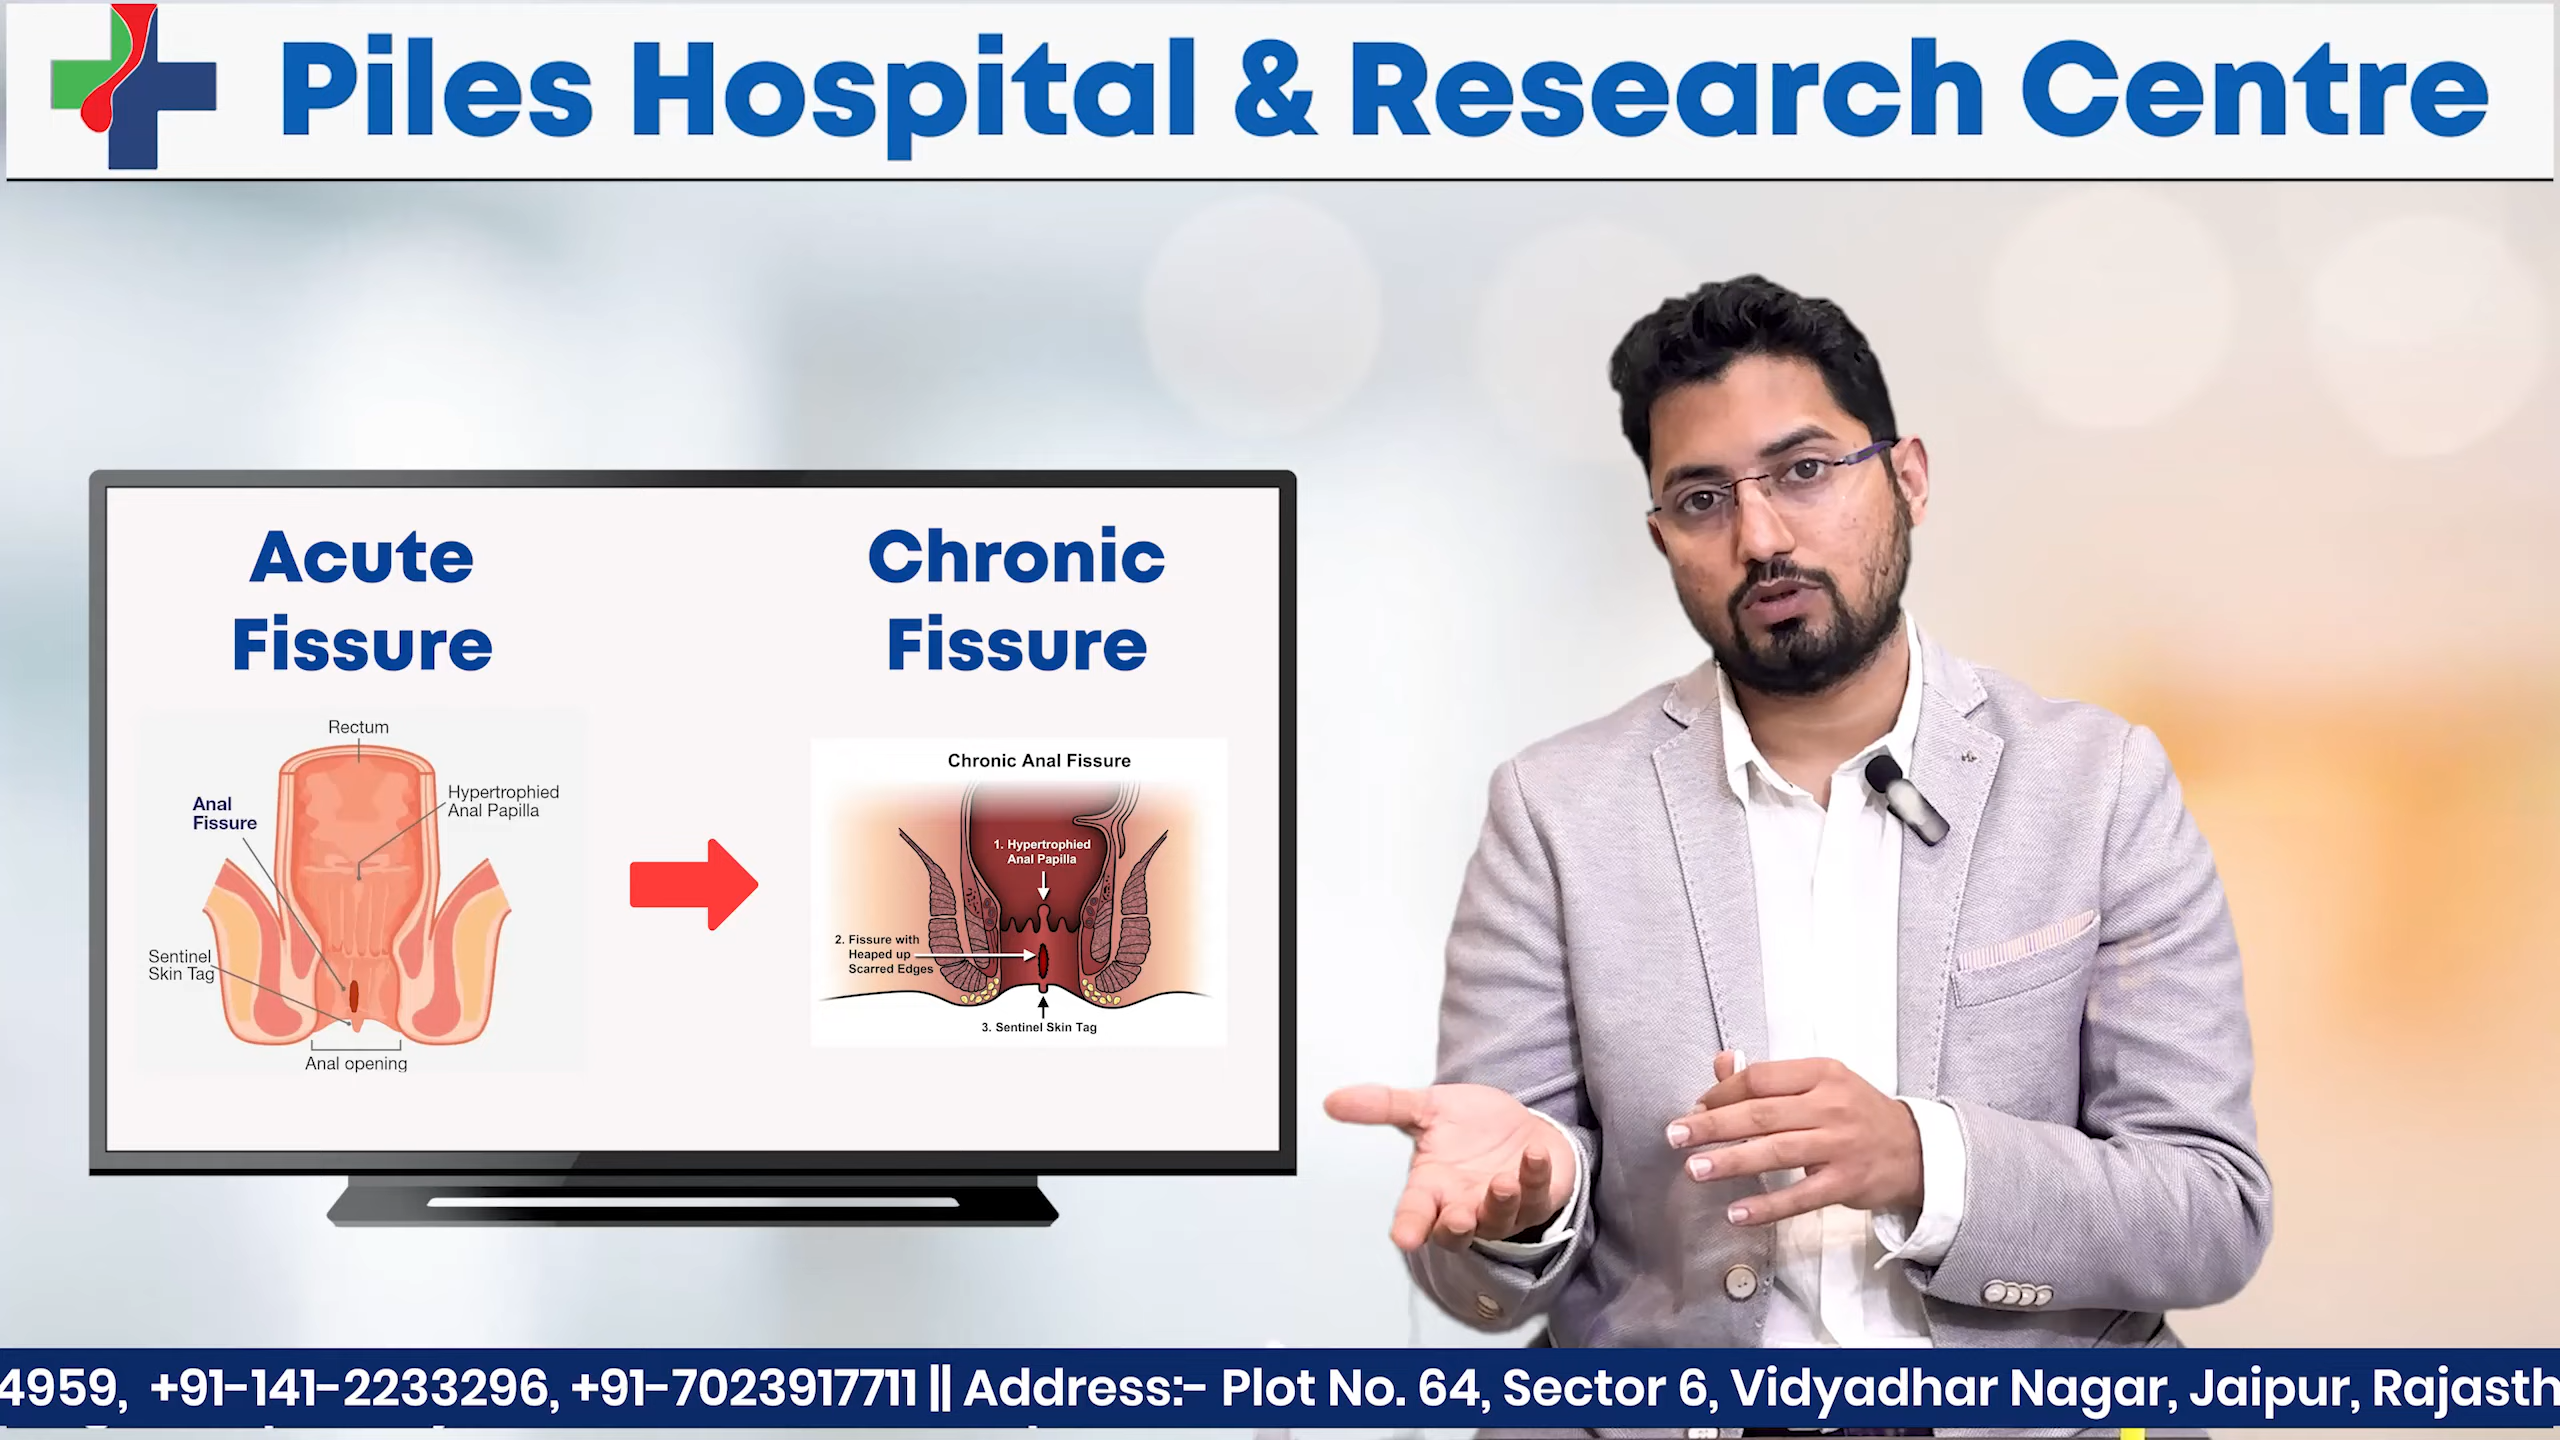 Piles Hospital & Research Centre
Acute
Fissure
Rectum
Anal
Fissure
Hypertrophied
Anal Papilla
Sentinel
Skin Tag
Anal opening
Chronic
Fissure
Chronic Anal Fissure
1. Hypertrophied
Anal Papilla
2. Fissure with
Heaped up
Scarred Edges
3. Sentinel Skin Tag
4959, +91-141-2233296, +91-7023917711 || Address:- Plot No. 64, Sector 6, Vidyadhar Nagar, Jaipur, Rajasth